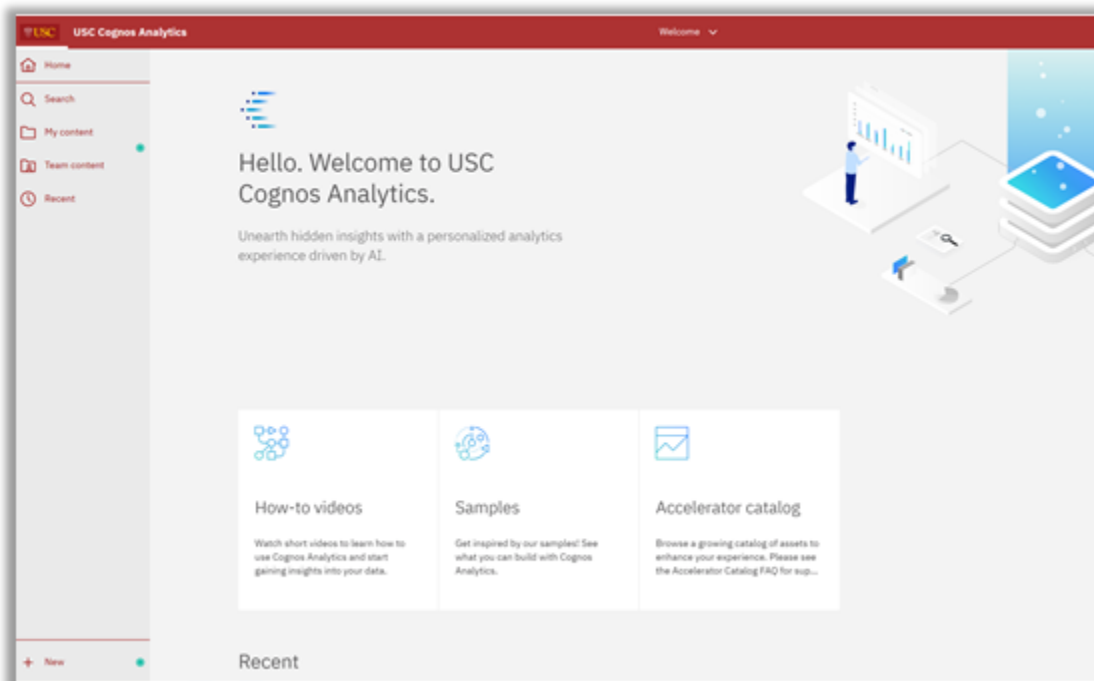 USC USC Cognos Analytics
Welcome
Home
Search
My content
Team content
Recent
Hello. Welcome to USC
Cognos Analytics.
Unearth hidden insights with a personalized analytics
experience driven by AI.
How-to videos
Watch short videos to learn how to
use Cognos Analytics and start
gaining insights into your data.
Samples
Get inspired by our samples! See
what you can build with Cognos
Analytics.
Accelerator catalog
Browse a growing catalog of assets to
enhance your experience. Please see
the Accelerator Catalog FAQ for sup...
New
Recent